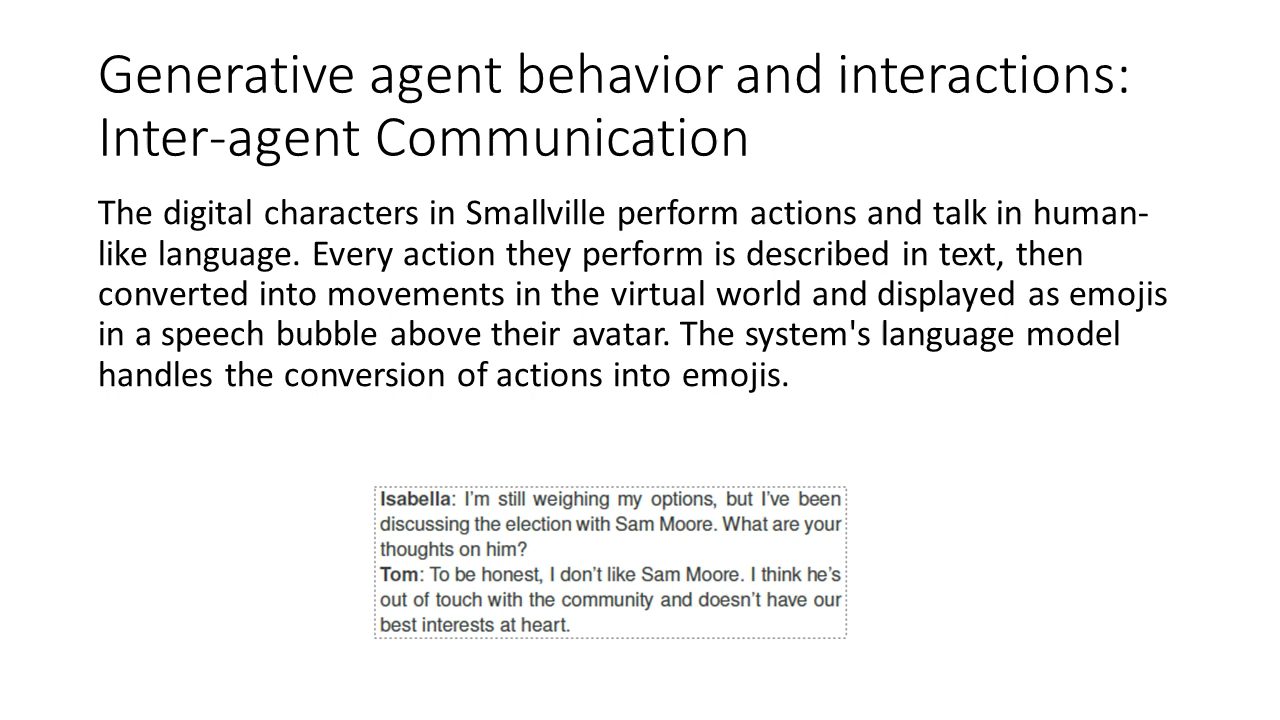 Generative agent behavior and interactions:
Inter-agent Communication
The digital characters in Smallville perform actions and talk in human-
like language. Every action they perform is described in text, then
converted into movements in the virtual world and displayed as emojis
in a speech bubble above their avatar. The system's language model
handles the conversion of actions into emojis.
Isabella: I’m still weighing my options, but I’ve been
discussing the election with Sam Moore. What are your
thoughts on him?
Tom: To be honest, I don’t like Sam Moore. I think he’s
out of touch with the community and doesn’t have our
best interests at heart.